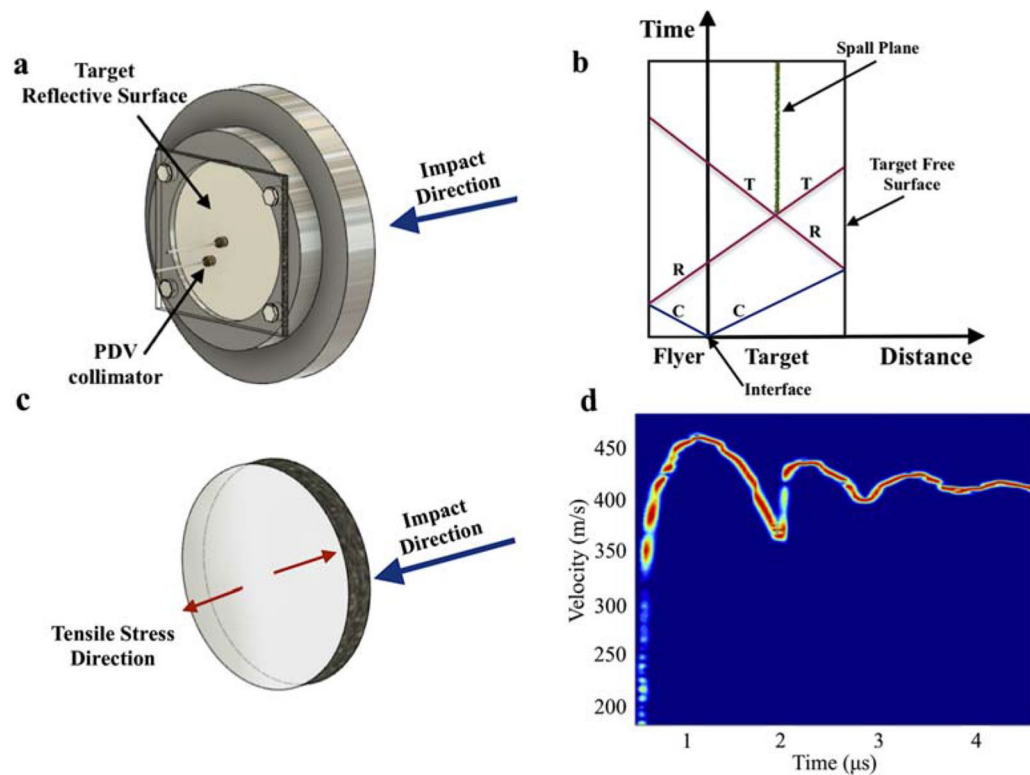 a
Target
Reflective Surface
Impact
Direction
PDV
collimator
b
Time
Spall Plane
Target Free
Surface
T
T
R
R
C
C
Flyer
Target
Distance
Interface
c
Impact
Direction
Tensile Stress
Direction
d
Velocity (m/s)
450
400
350
300
250
200
1 2 3 4
Time (μs)